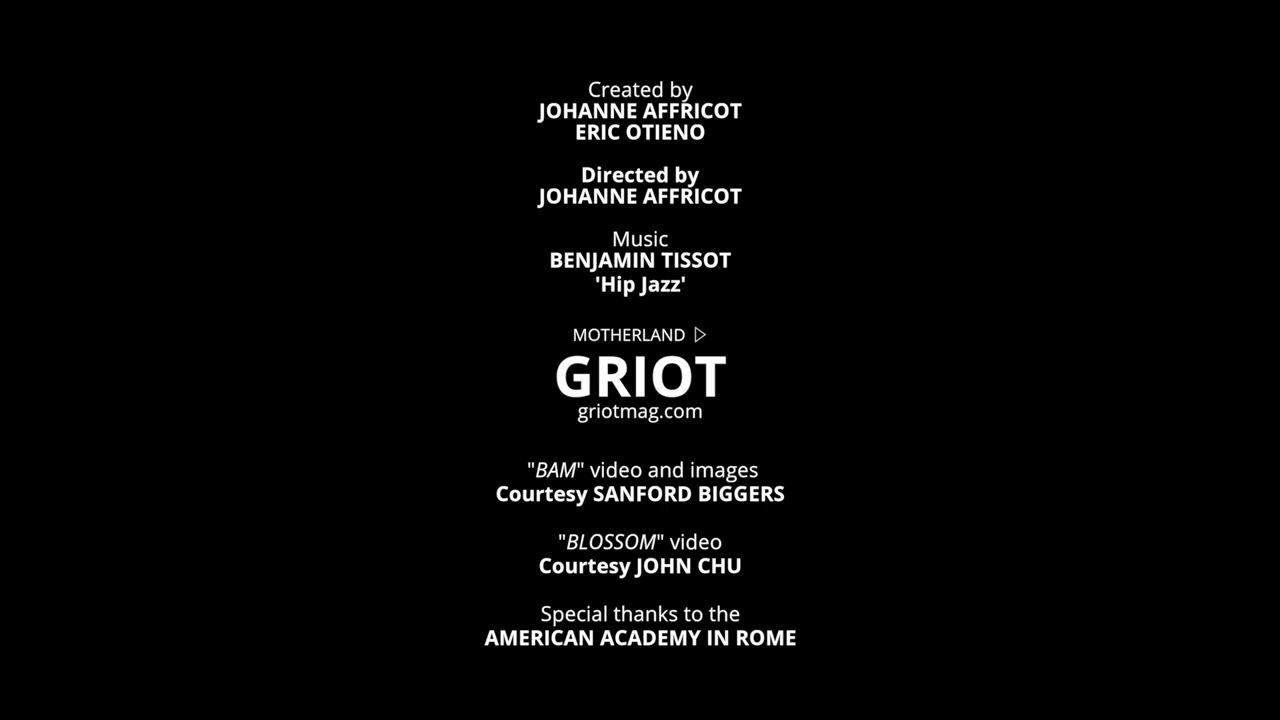 Created by
JOHANNE AFFRICOT
ERIC OTIENO
Directed by
JOHANNE AFFRICOT
Music
BENJAMIN TISSOT
'Hip Jazz'
MOTHERLAND
GRIOT
griotmag.com
"BAM" video and images
Courtesy SANFORD BIGGERS
"BLOSSOM" video
Courtesy JOHN CHU
Special thanks to the
AMERICAN ACADEMY IN ROME